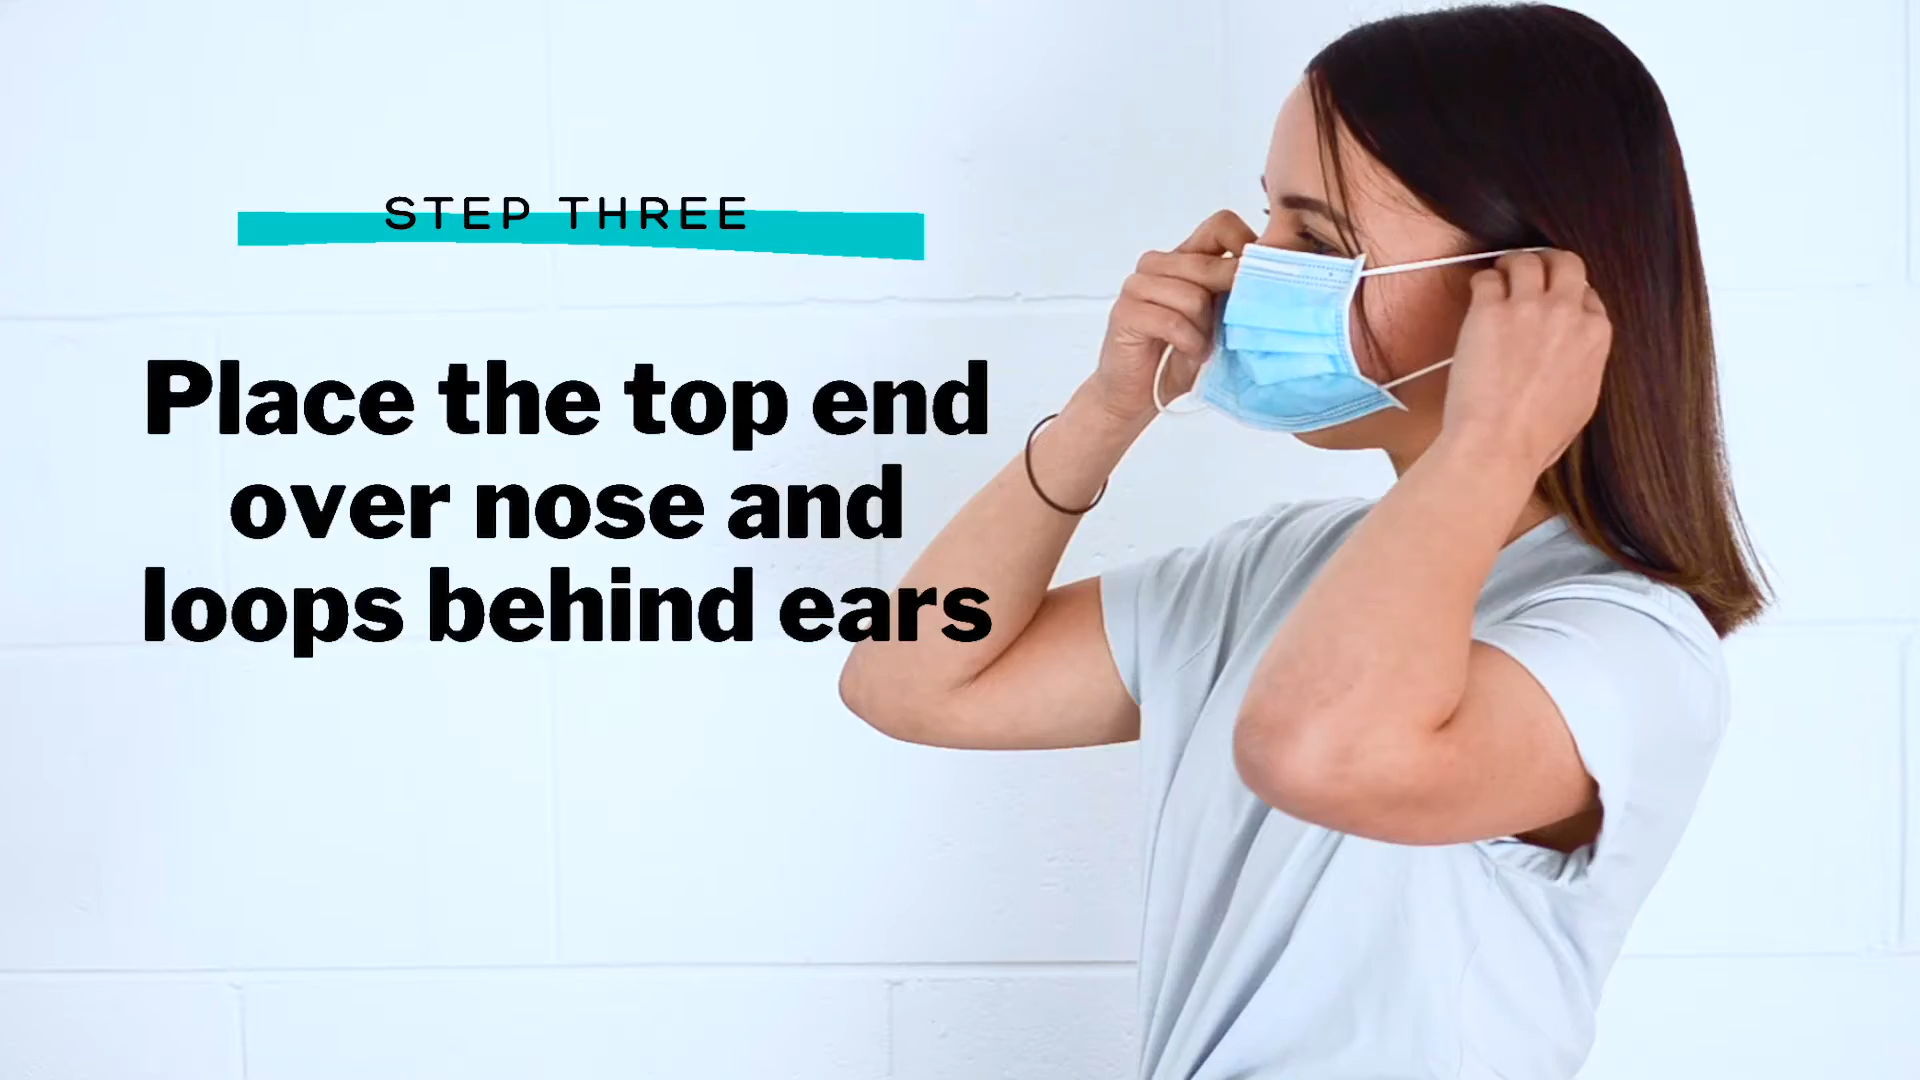 STEP THREE
Place the top end
over nose and
loops behind ears